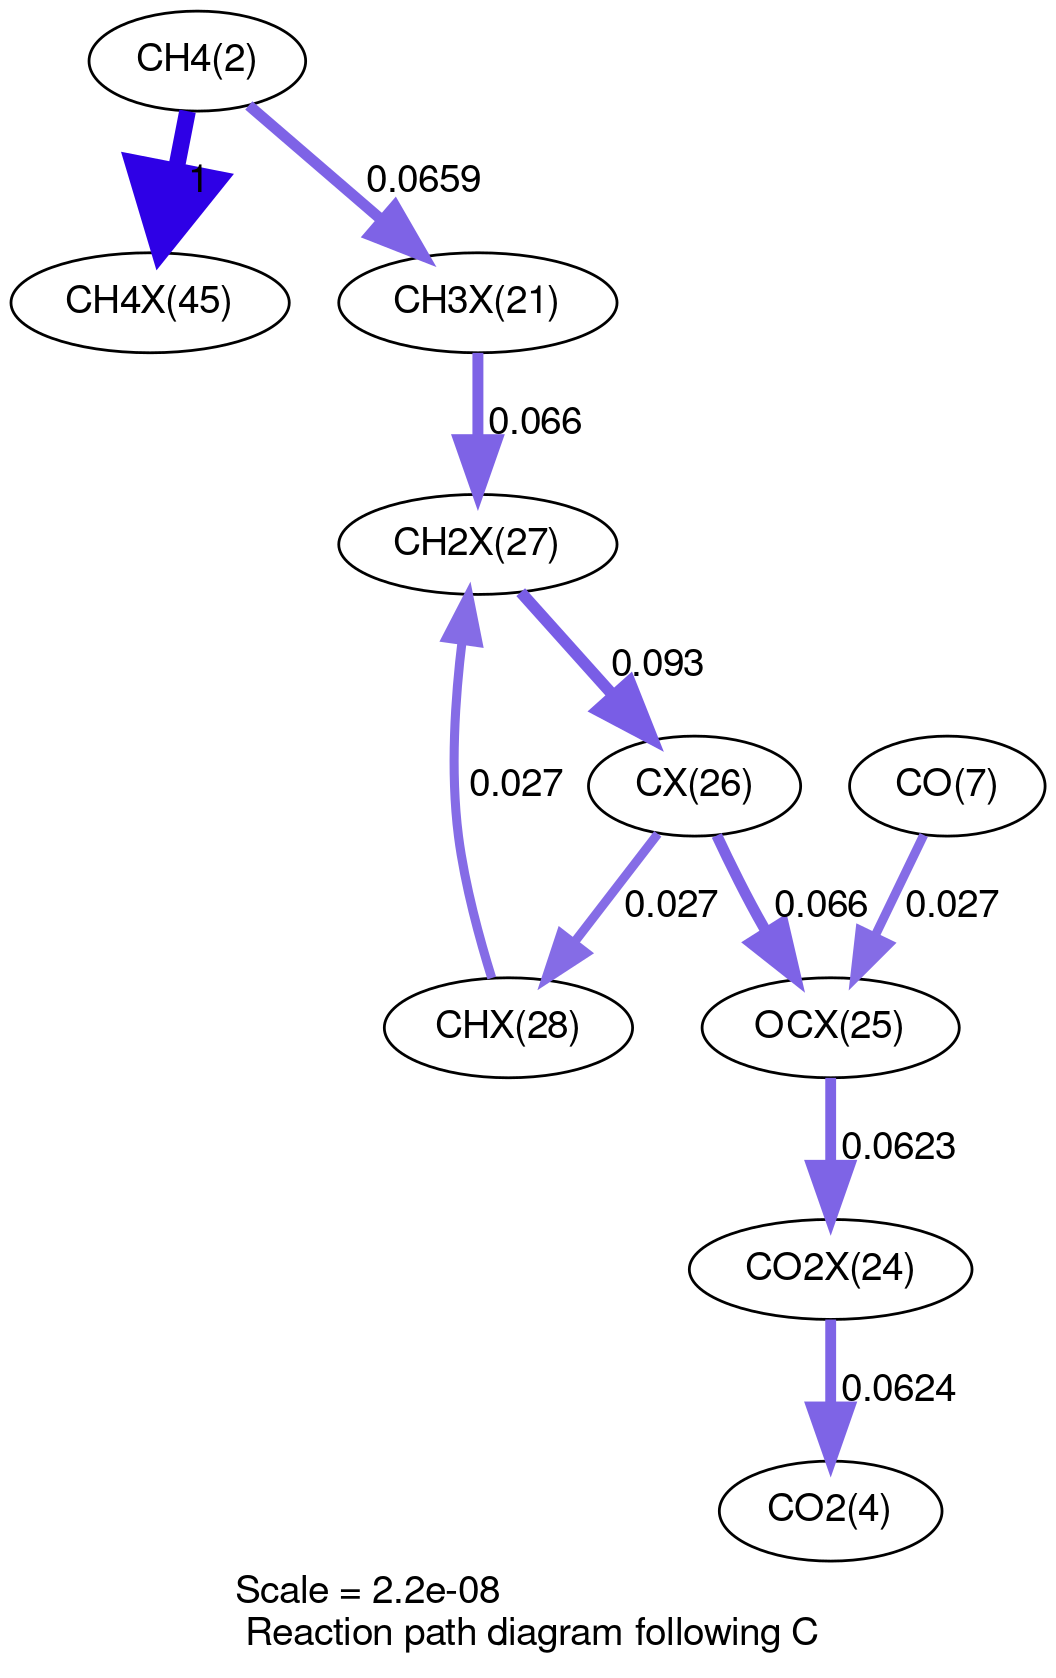 CH4(2)
1
0.0659
CH4X(45)
CH3X(21)
0.066
CH2X(27)
0.093
0.027
CX(26)
CO(7)
0.027
0.066
0.027
CHX(28)
OCX(25)
0.0623
CO2X(24)
0.0624
CO2(4)
Scale = 2.2e-08
Reaction path diagram following C